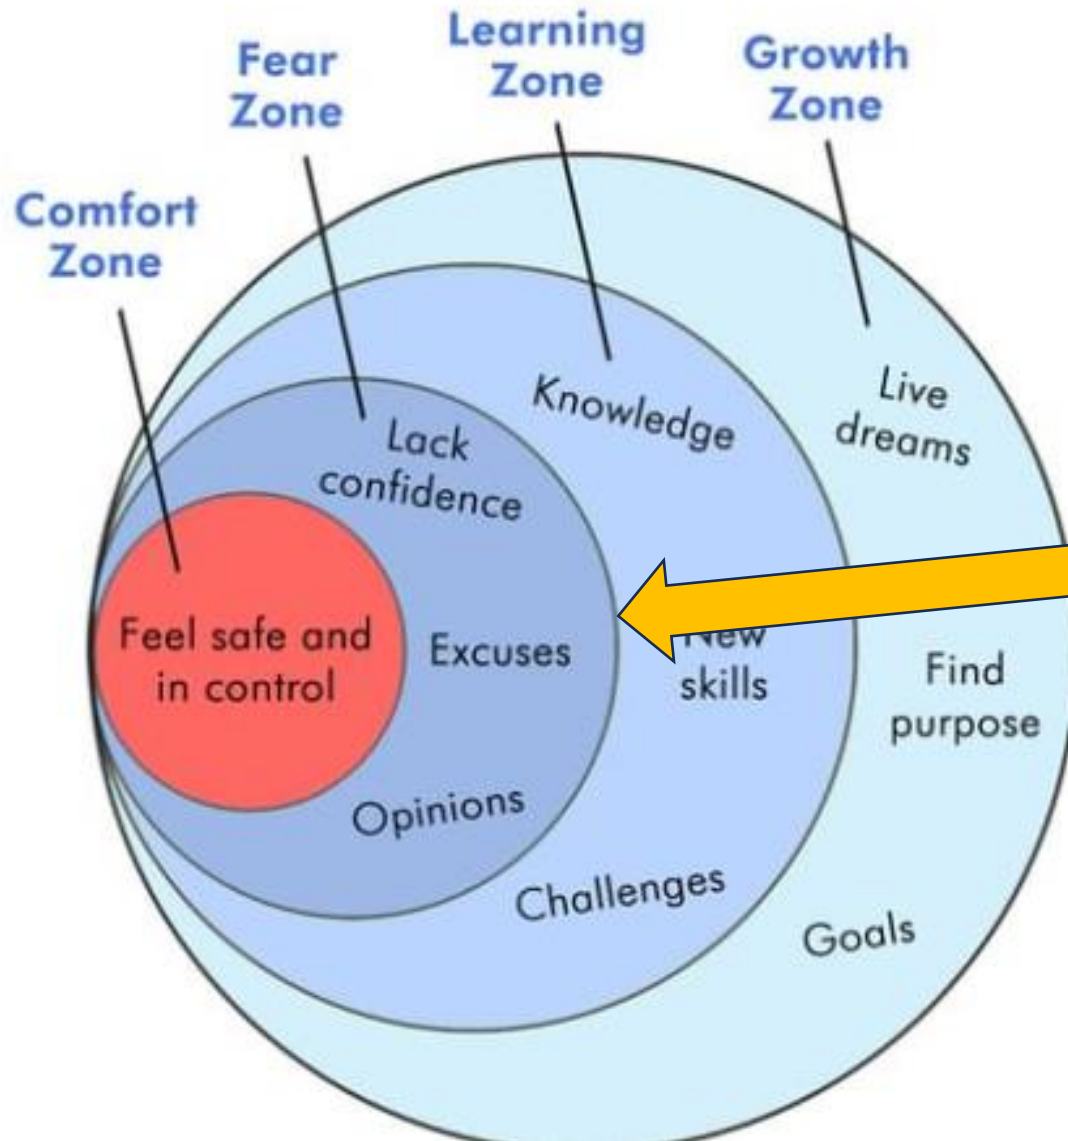 Comfort
Zone
Fear
Zone
Learning
Zone
Growth
Zone
Feel safe and
in control
Lack
confidence
Excuses
Opinions
Knowledge
New
skills
Challenges
Live
dreams
Find
purpose
Goals